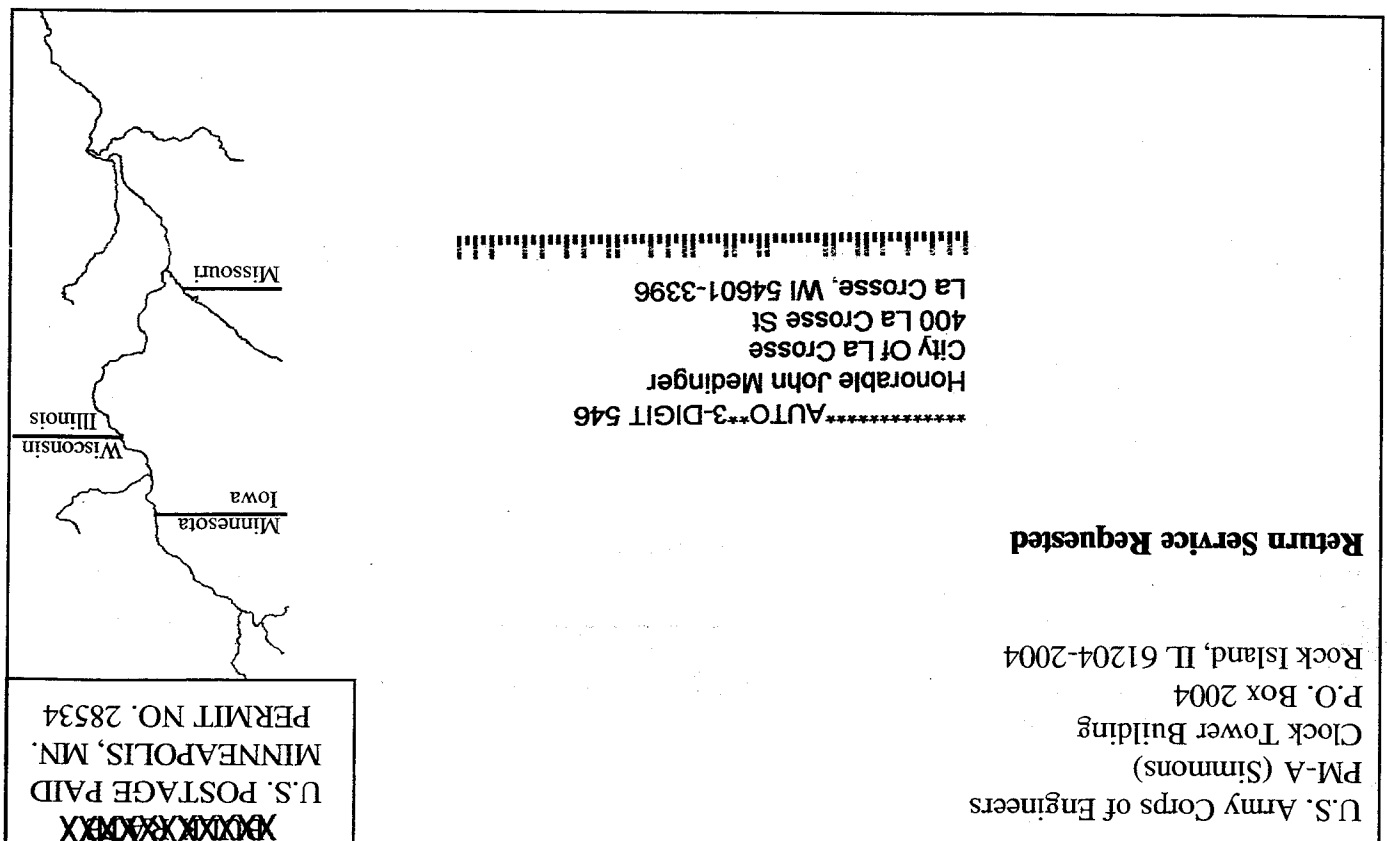 U.S. Army Corps of Engineers
PM-A (Simmons)
Clock Tower Building
P.O. Box 2004
Rock Island, IL 61204-2004
U.S. POSTAGE PAID
MINNEAPOLIS, MN.
PERMIT NO. 28534
Return Service Requested
**************AUTO**3-DIGIT 546
Honorable John Medinger
City Of La Crosse
400 La Crosse St
La Crosse, WI 54601-3396
Minnesota
Iowa
Wisconsin
Illinois
Missouri